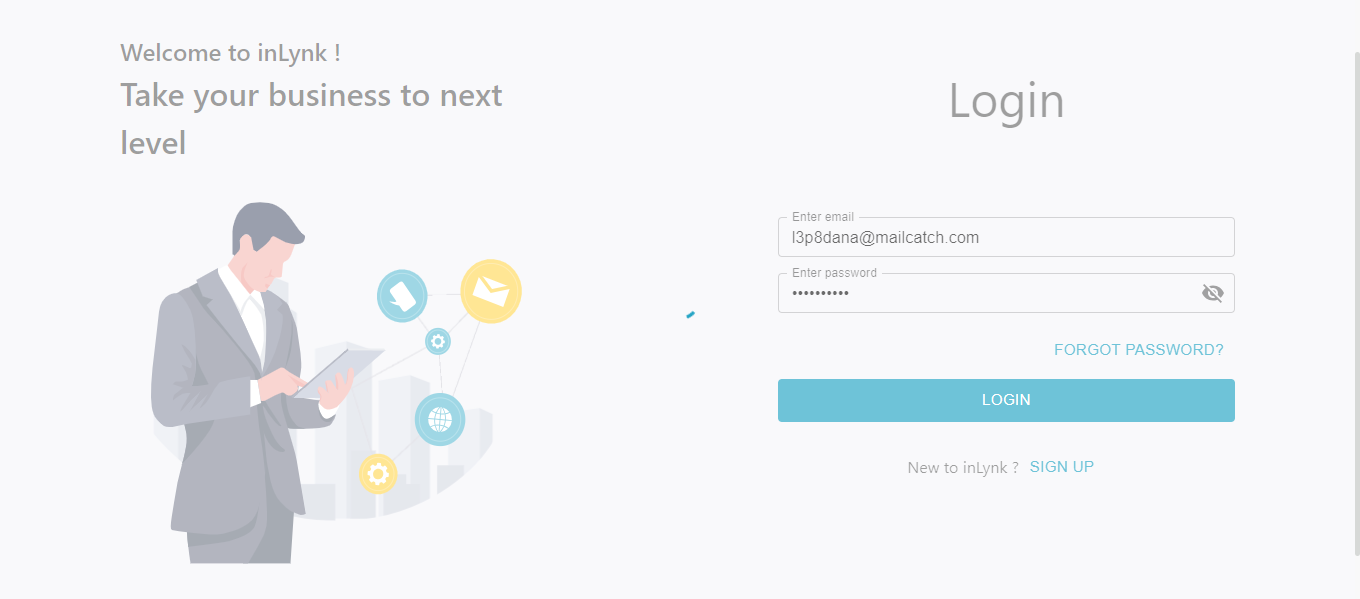 Welcome to inLynk !
Take your business to next
level
Login
Enter email
l3p8dana@mailcatch.com
Enter password
••••••••••
FORGOT PASSWORD?
LOGIN
New to inLynk ? SIGN UP